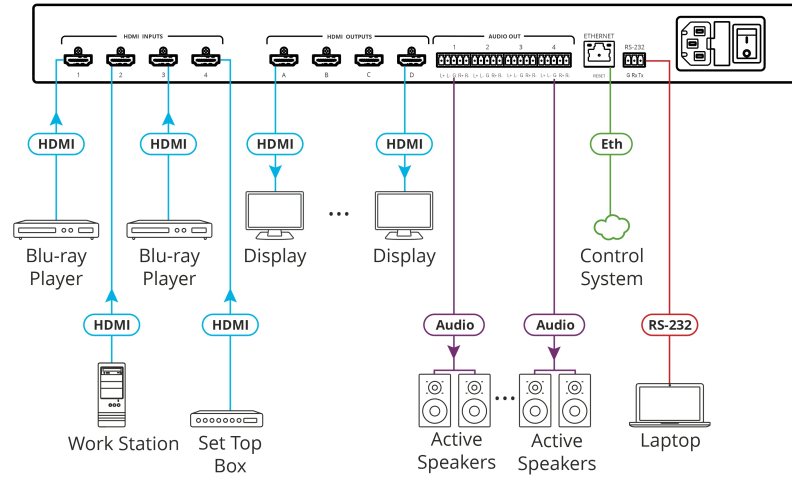 HDMI INPUTS
HDMI OUTPUTS
AUDIO OUT
ETHERNET
1 2 3 4
RS-232
1 2 3 4
A B C D
L+ L- G R+ R- L+ L- G R+ R- L+ L- G R+ R- L+ L- G R+ R-
RESET
G Rx Tx
HDMI
HDMI
HDMI
HDMI
Eth
...
Blu-ray
Player
Blu-ray
Player
Display
Display
Control
System
HDMI
HDMI
Audio
Audio
RS-232
...
Work Station
Set Top
Box
Active
Speakers
Active
Speakers
Laptop